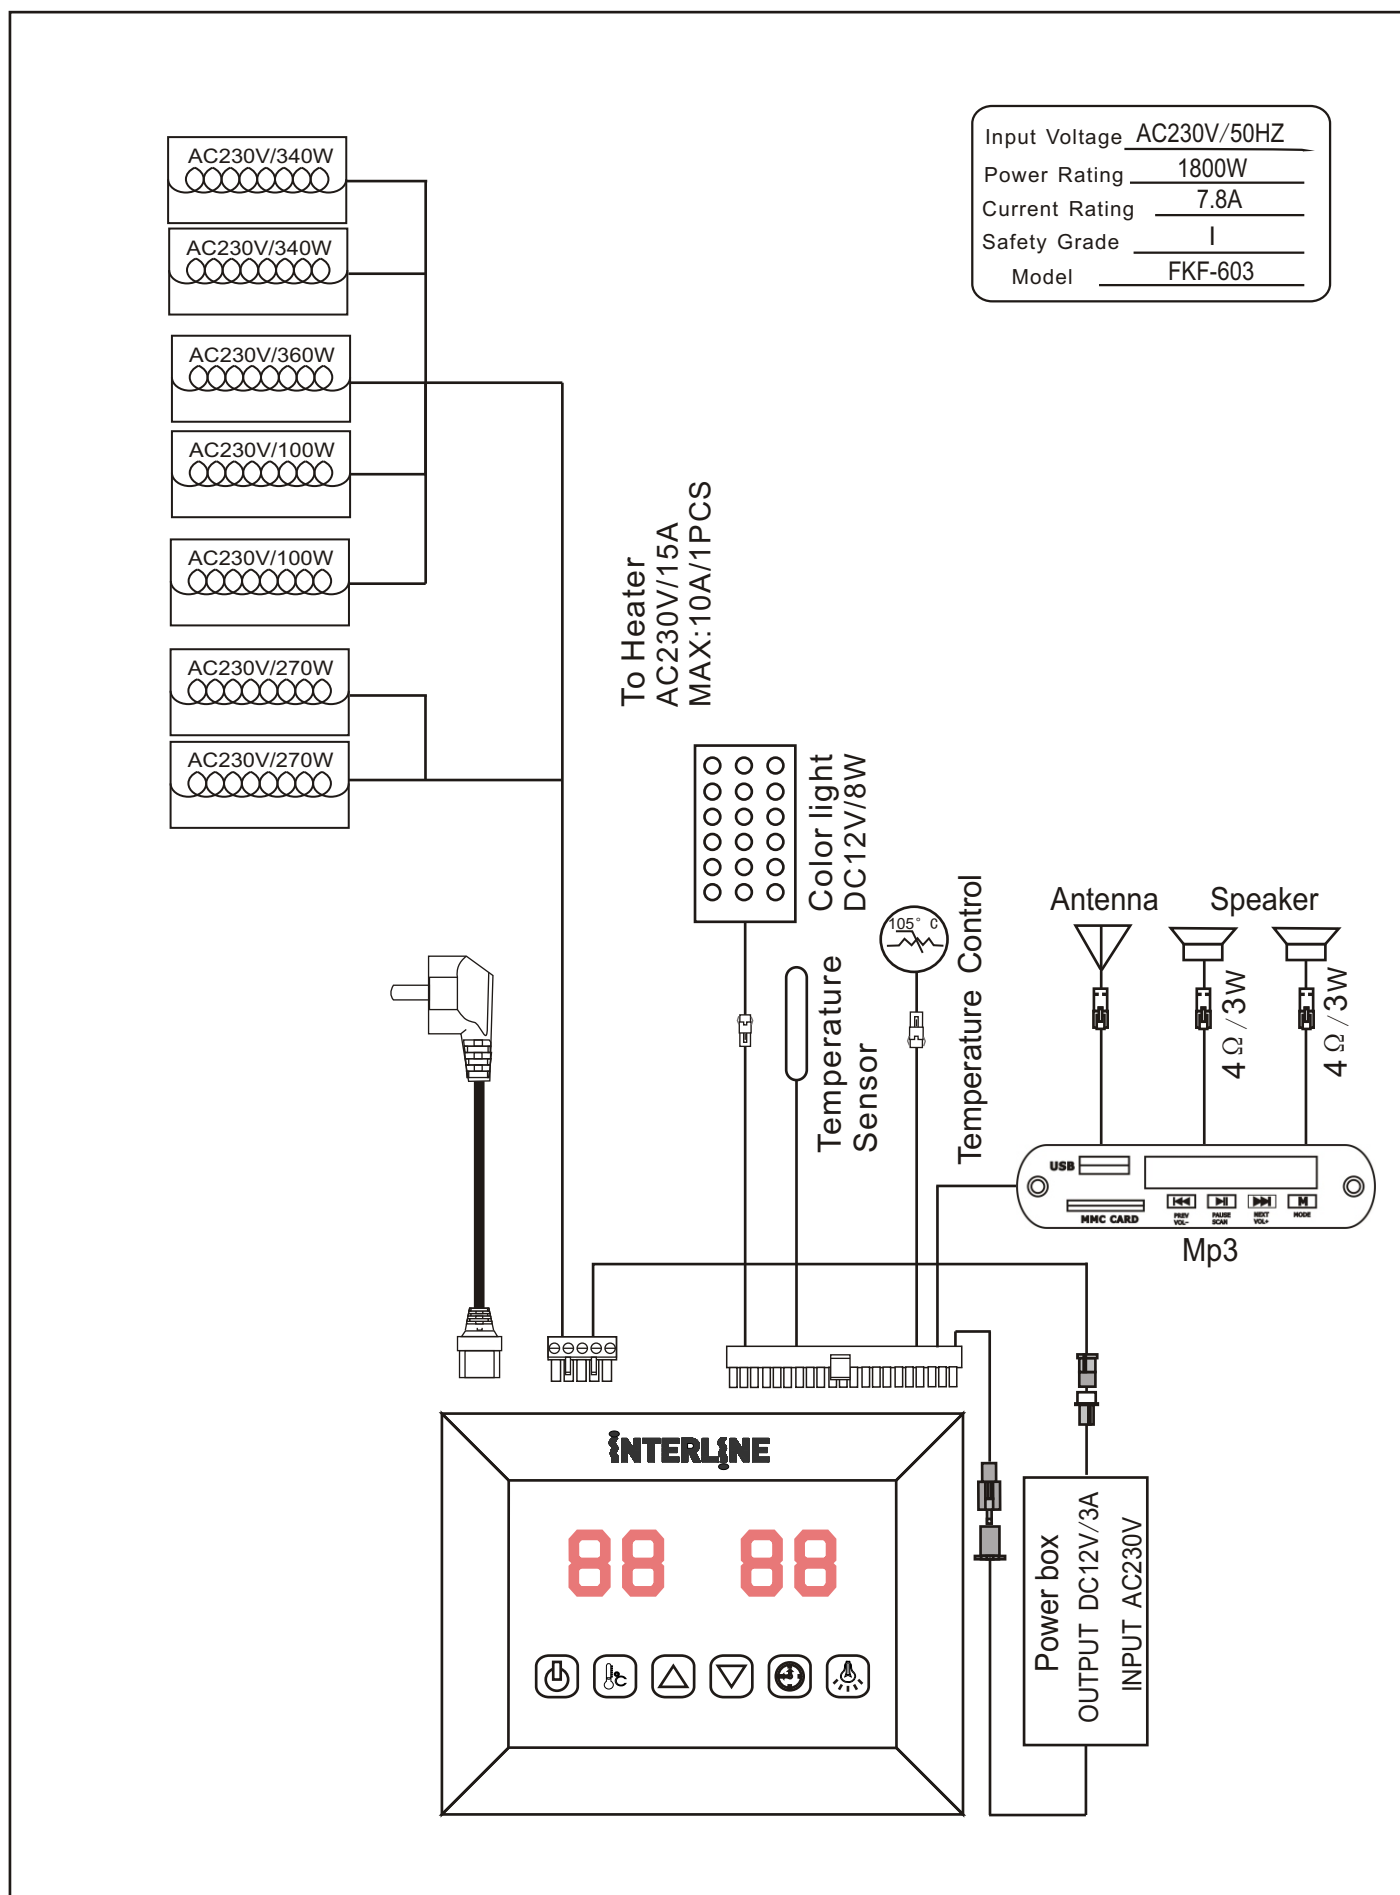 Input Voltage AC230V/50HZ
Power Rating 1800W
Current Rating 7.8A
Safety Grade I
Model FKF-603
AC230V/340W
AC230V/340W
AC230V/360W
AC230V/100W
AC230V/100W
AC230V/270W
AC230V/270W
To Heater
AC230V/15A
MAX:10A/1PCS
Color light
DC12V/8W
Temperature
Sensor
105° C
Temperature Control
Antenna
Speaker
4Ω/3W
4Ω/3W
USB
MMC CARD
PREV
VOL-
PAUSE
SCAN
NEXT
VOL+
M
MODE
Mp3
INTERLINE
88 88
°C
Power box
OUTPUT DC12V/3A
INPUT AC230V